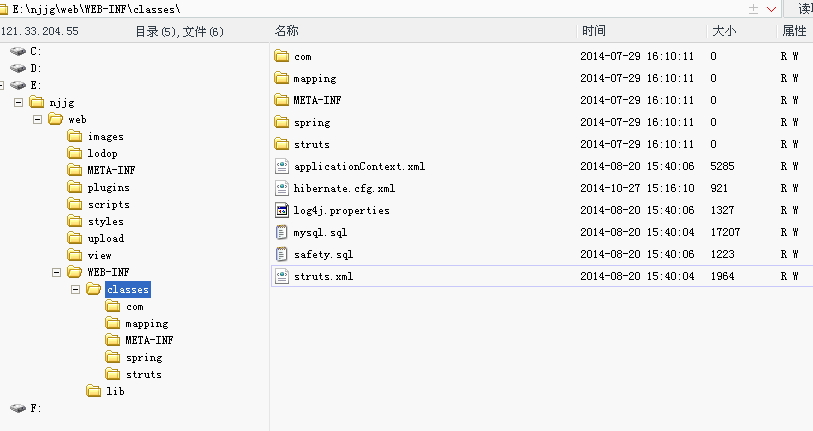 E:\njjg\web\WEB-INF\classes\
121.33.204.55 目录(5),文件(6) 名称 时间 大小 属性
C:
D:
E:
njjg
web
images
lodop
META-INF
plugins
scripts
styles
upload
view
WEB-INF
classes
com
mapping
META-INF
spring
struts
lib
F:
com 2014-07-29 16:10:11 0 R W
mapping 2014-07-29 16:10:11 0 R W
META-INF 2014-07-29 16:10:11 0 R W
spring 2014-07-29 16:10:11 0 R W
struts 2014-07-29 16:10:11 0 R W
applicationContext.xml 2014-08-20 15:40:06 5285 R W
hibernate.cfg.xml 2014-10-27 15:16:10 921 R W
log4j.properties 2014-08-20 15:40:06 1327 R W
mysql.sql 2014-08-20 15:40:04 17207 R W
safety.sql 2014-08-20 15:40:06 1223 R W
struts.xml 2014-08-20 15:40:04 1964 R W